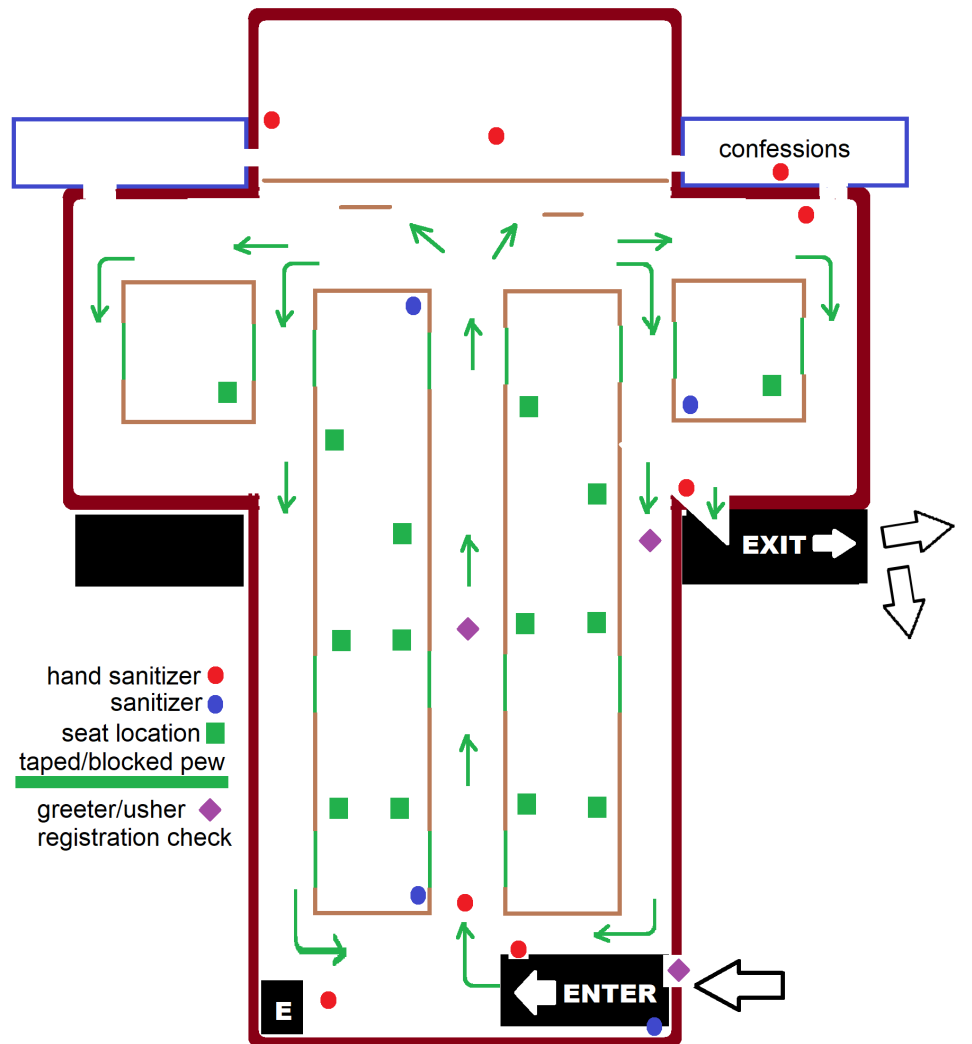 confessions
EXIT
hand sanitizer
sanitizer
seat location
taped/blocked pew
greeter/usher
registration check
ENTER
E